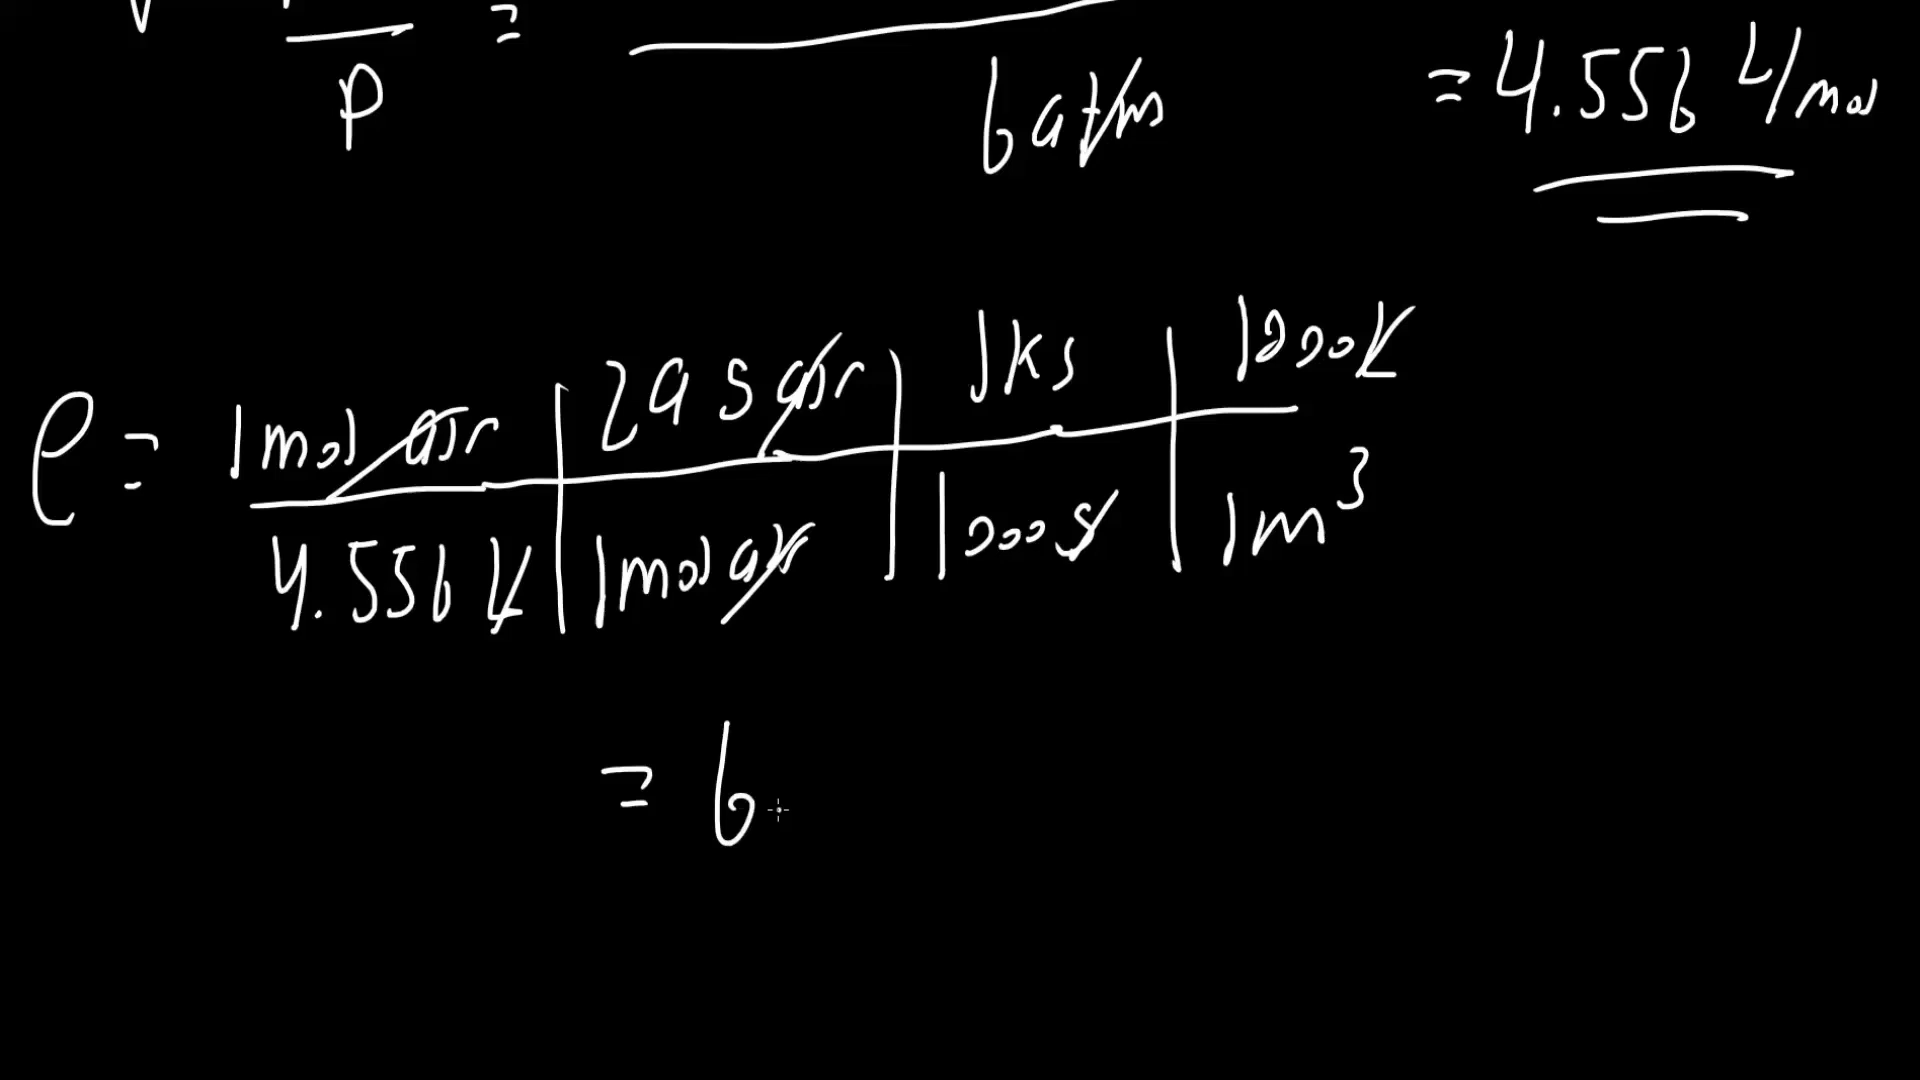 P = 6 atm = 4.556 L/mol
ρ = 1 mol air | 29 g air | 1 kg | 1000 L
4.556 L | 1 mol air | 1000 g | 1 m³
= 6